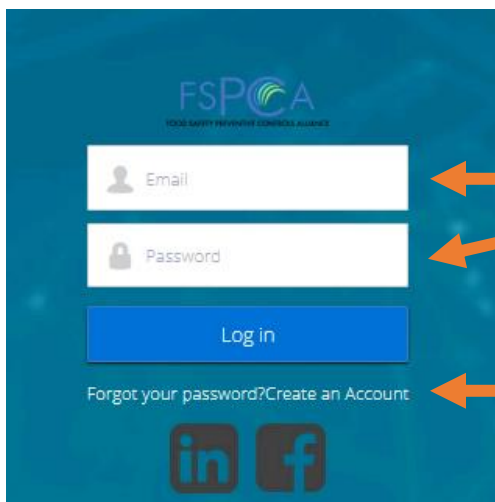 FSPCA
FOOD SAFETY PREVENTIVE CONTROLS ALLIANCE
Email
Password
Log in
Forgot your password?Create an Account
in f